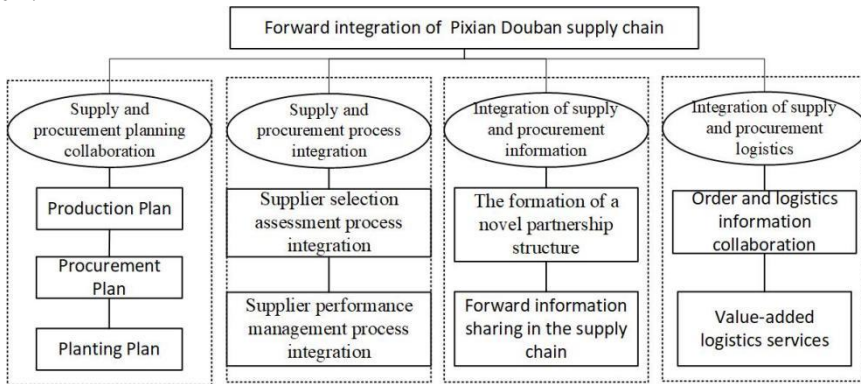 Forward integration of Pixian Douban supply chain
Supply and
procurement planning
collaboration
Production Plan
Procurement
Plan
Planting Plan
Supply and
procurement process
integration
Supplier selection
assessment process
integration
Supplier performance
management process
integration
Integration of supply
and procurement
information
The formation of a
novel partnership
structure
Forward information
sharing in the supply
chain
Integration of supply
and procurement
logistics
Order and logistics
information
collaboration
Value-added
logistics services